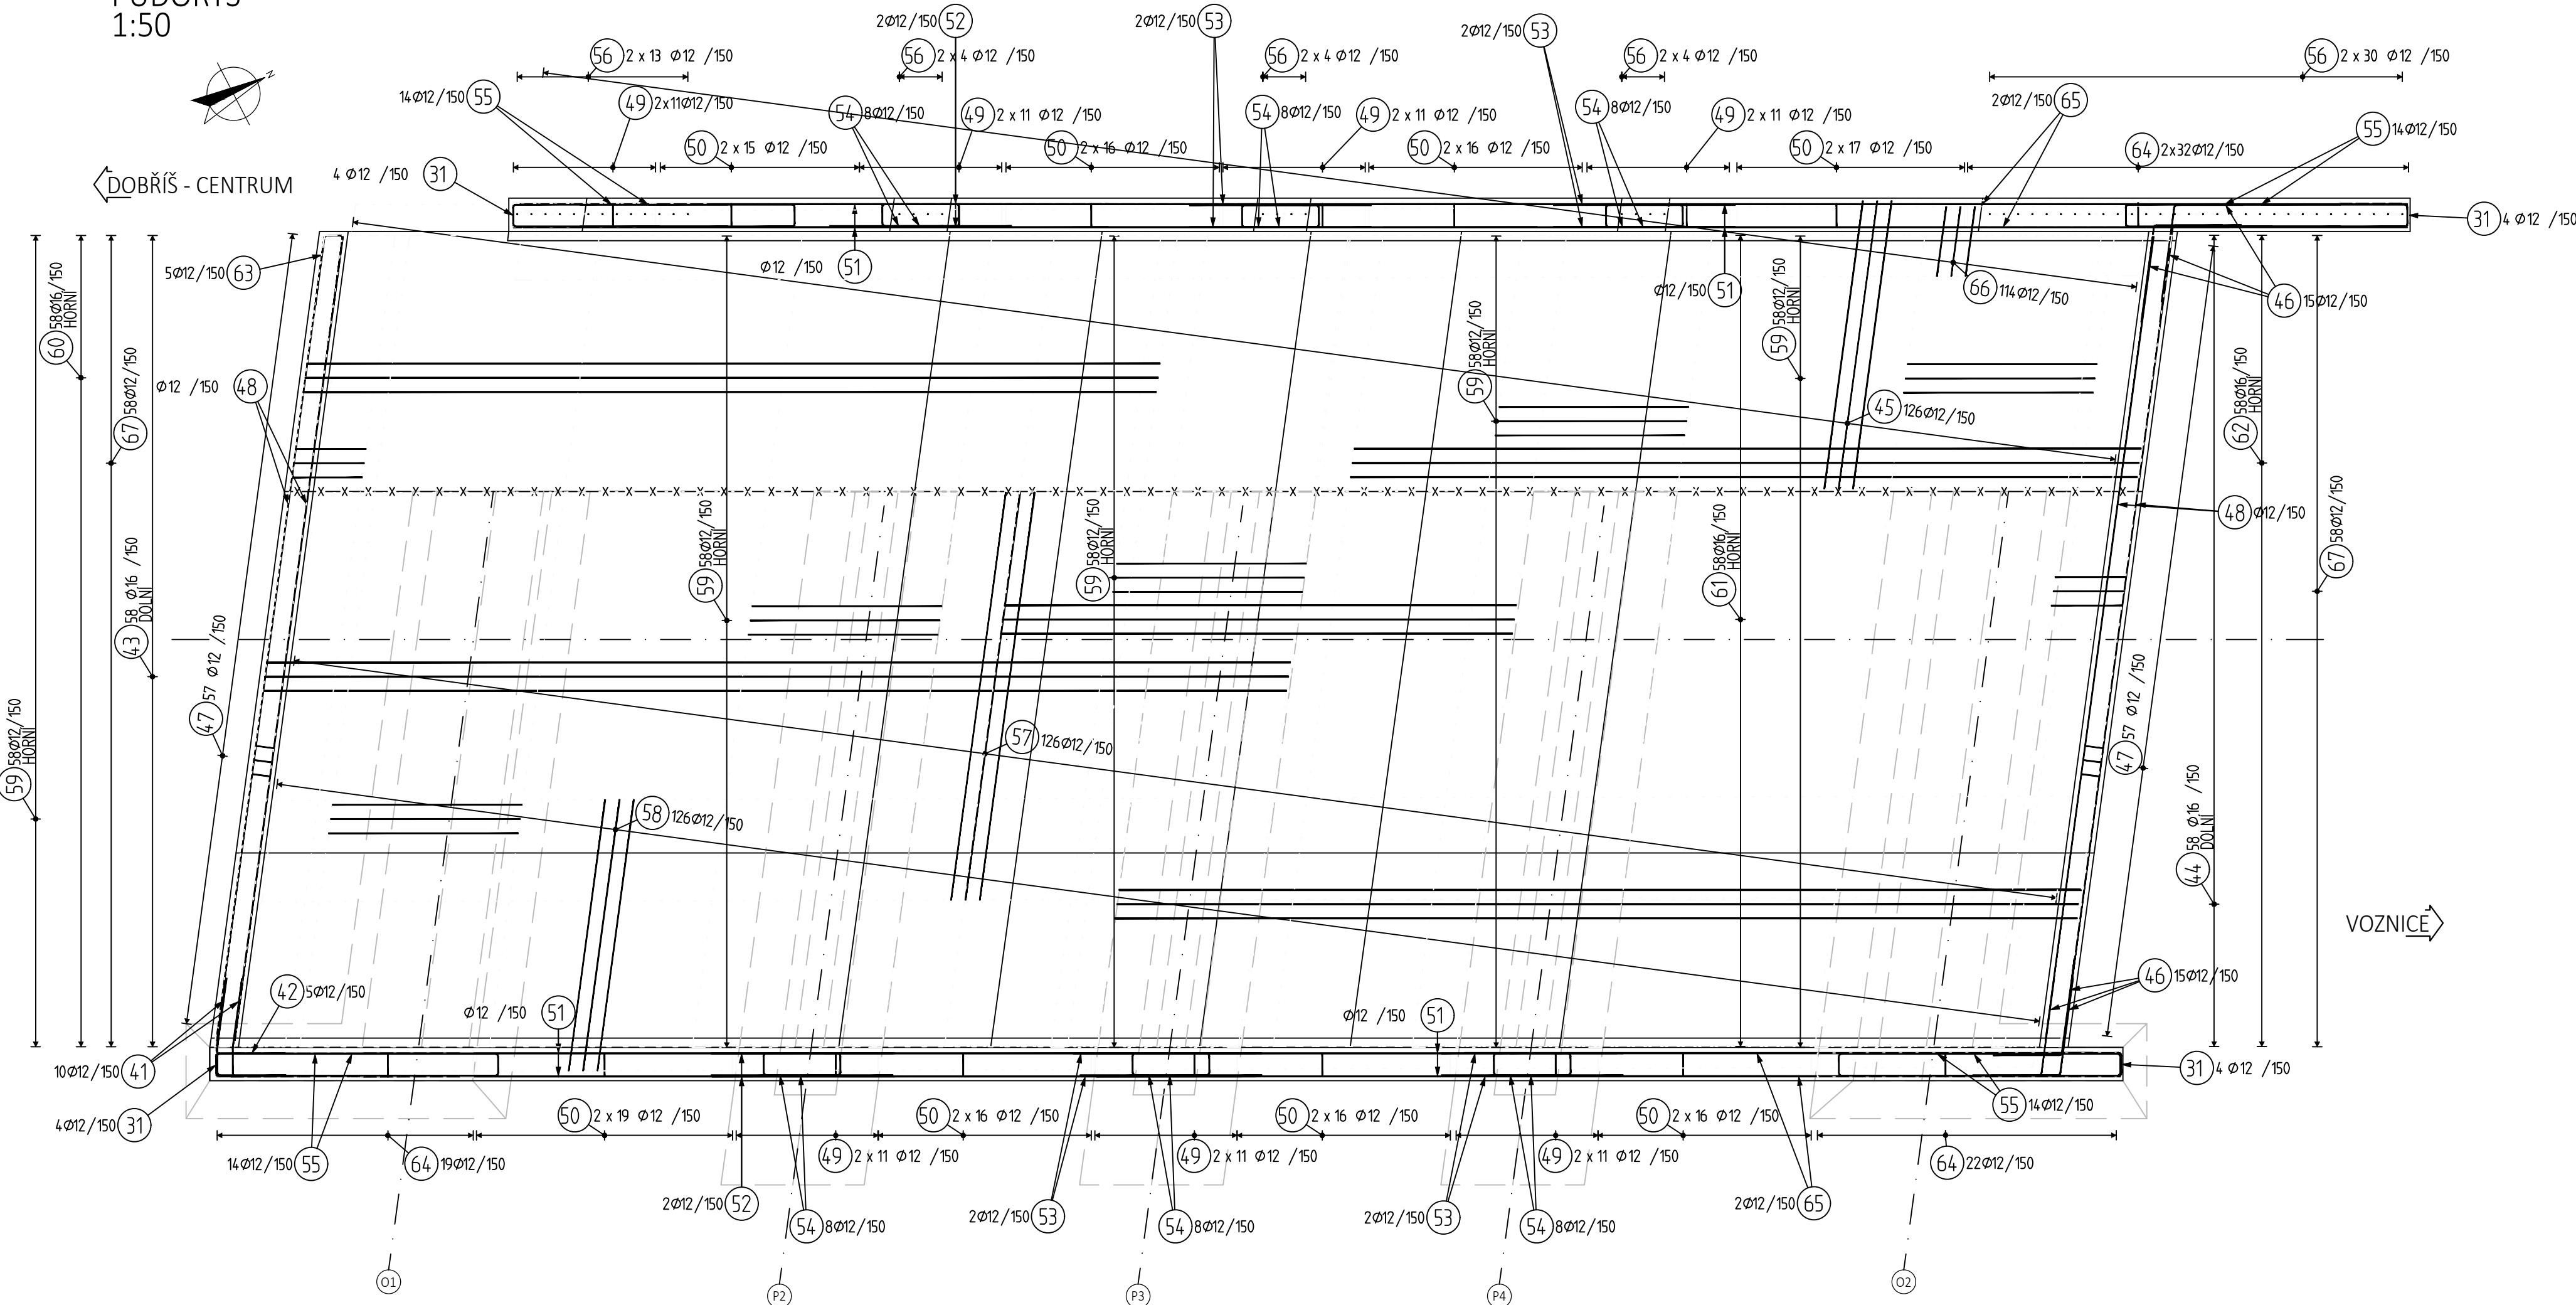 1:50
2Ø12/150 52
2Ø12/150 53
2Ø12/150 53
56 2 x 13 Ø12 /150
56 2 x 4 Ø12 /150
56 2 x 4 Ø12 /150
56 2 x 4 Ø12 /150
56 2 x 30 Ø12 /150
N
14Ø12/150 55
49 2x11Ø12/150
54 8Ø12/150
49 2 x 11 Ø12 /150
54 8Ø12/150
49 2 x 11 Ø12 /150
54 8Ø12/150
49 2 x 11 Ø12 /150
2Ø12/150 65
55 14Ø12/150
50 2 x 15 Ø12 /150
50 2 x 16 Ø12 /150
50 2 x 16 Ø12 /150
50 2 x 17 Ø12 /150
64 2x32Ø12/150
DOBŘÍŠ - CENTRUM
4 Ø12 /150 31
31 4 Ø12 /150
5Ø12/150 63
Ø12 /150 51
Ø12/150 51
66 114Ø12/150
46 15Ø12/150
60 58Ø16/150
HORNÍ
67 58Ø12/150
Ø12 /150 48
59 58Ø12/150
HORNÍ
59 58Ø12/150
HORNÍ
45 126Ø12/150
62 58Ø16/150
HORNÍ
x x x x x x x x x x x x x x x x x x x x x x x x x x x x x x x x x x x x x x x x x x x x x x x x x x x x x x x x x x x x x x x x x x x x x x x x x x x x x x
48 Ø12/150
67 58Ø12/150
43 58 Ø16 /150
DOLNÍ
59 58Ø12/150
HORNÍ
59 58Ø12/150
HORNÍ
61 58Ø16/150
HORNÍ
47 57 Ø12 /150
47 57 Ø12 /150
59 58Ø12/150
HORNÍ
57 126Ø12/150
58 126Ø12/150
44 58 Ø16 /150
DOLNÍ
VOZNICE
42 5Ø12/150
Ø12 /150 51
Ø12 /150 51
46 15Ø12/150
10Ø12/150 41
31 4 Ø12 /150
4Ø12/150 31
50 2 x 19 Ø12 /150
50 2 x 16 Ø12 /150
50 2 x 16 Ø12 /150
50 2 x 16 Ø12 /150
55 14Ø12/150
14Ø12/150 55
64 19Ø12/150
49 2 x 11 Ø12 /150
49 2 x 11 Ø12 /150
49 2 x 11 Ø12 /150
64 22Ø12/150
2Ø12/150 52
54 8Ø12/150
2Ø12/150 53
54 8Ø12/150
2Ø12/150 53
54 8Ø12/150
2Ø12/150 65
O1
P2
P3
P4
O2